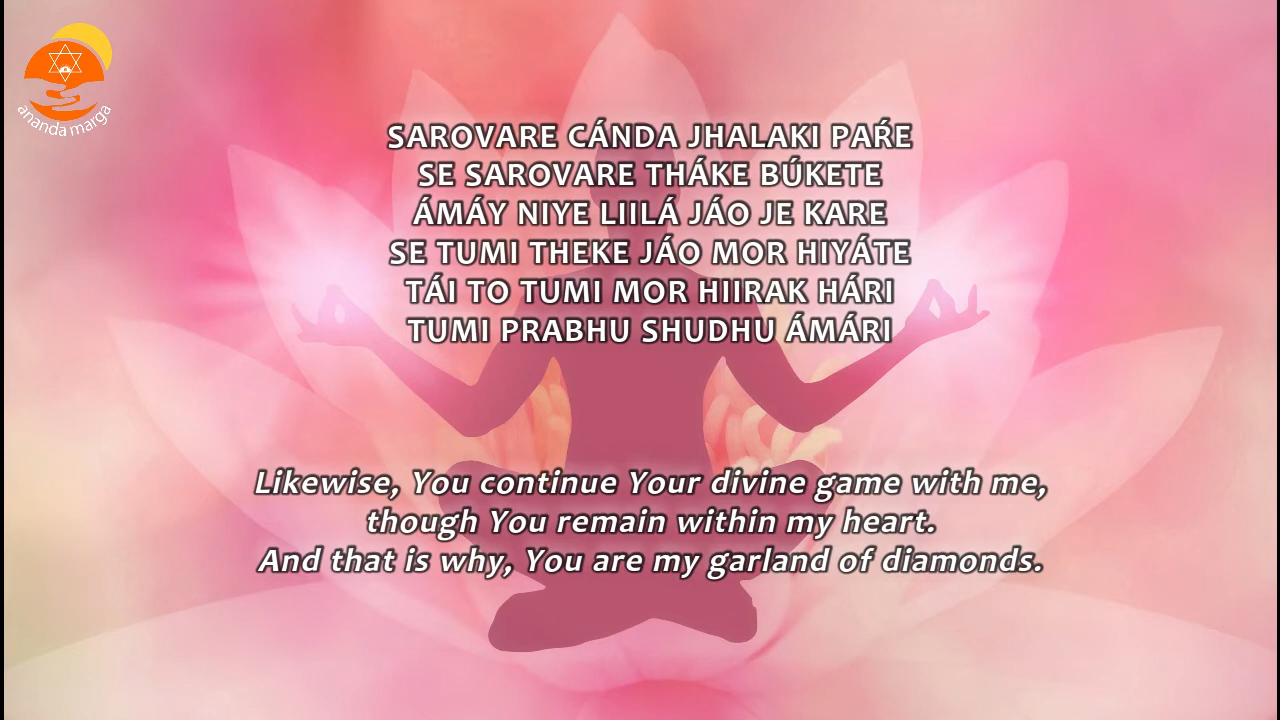 ananda marga
SAROVARE CÁNDA JHALAKI PAŔE
SE SAROVARE THÁKE BÚKETE
ÁMÁY NIYE LIILÁ JÁO JE KARE
SE TUMI THEKE JÁO MOR HIYÁTE
TÁI TO TUMI MOR HIIRAK HÁRI
TUMI PRABHU SHUDHU ÁMÁRI
Likewise, You continue Your divine game with me,
though You remain within my heart.
And that is why, You are my garland of diamonds.